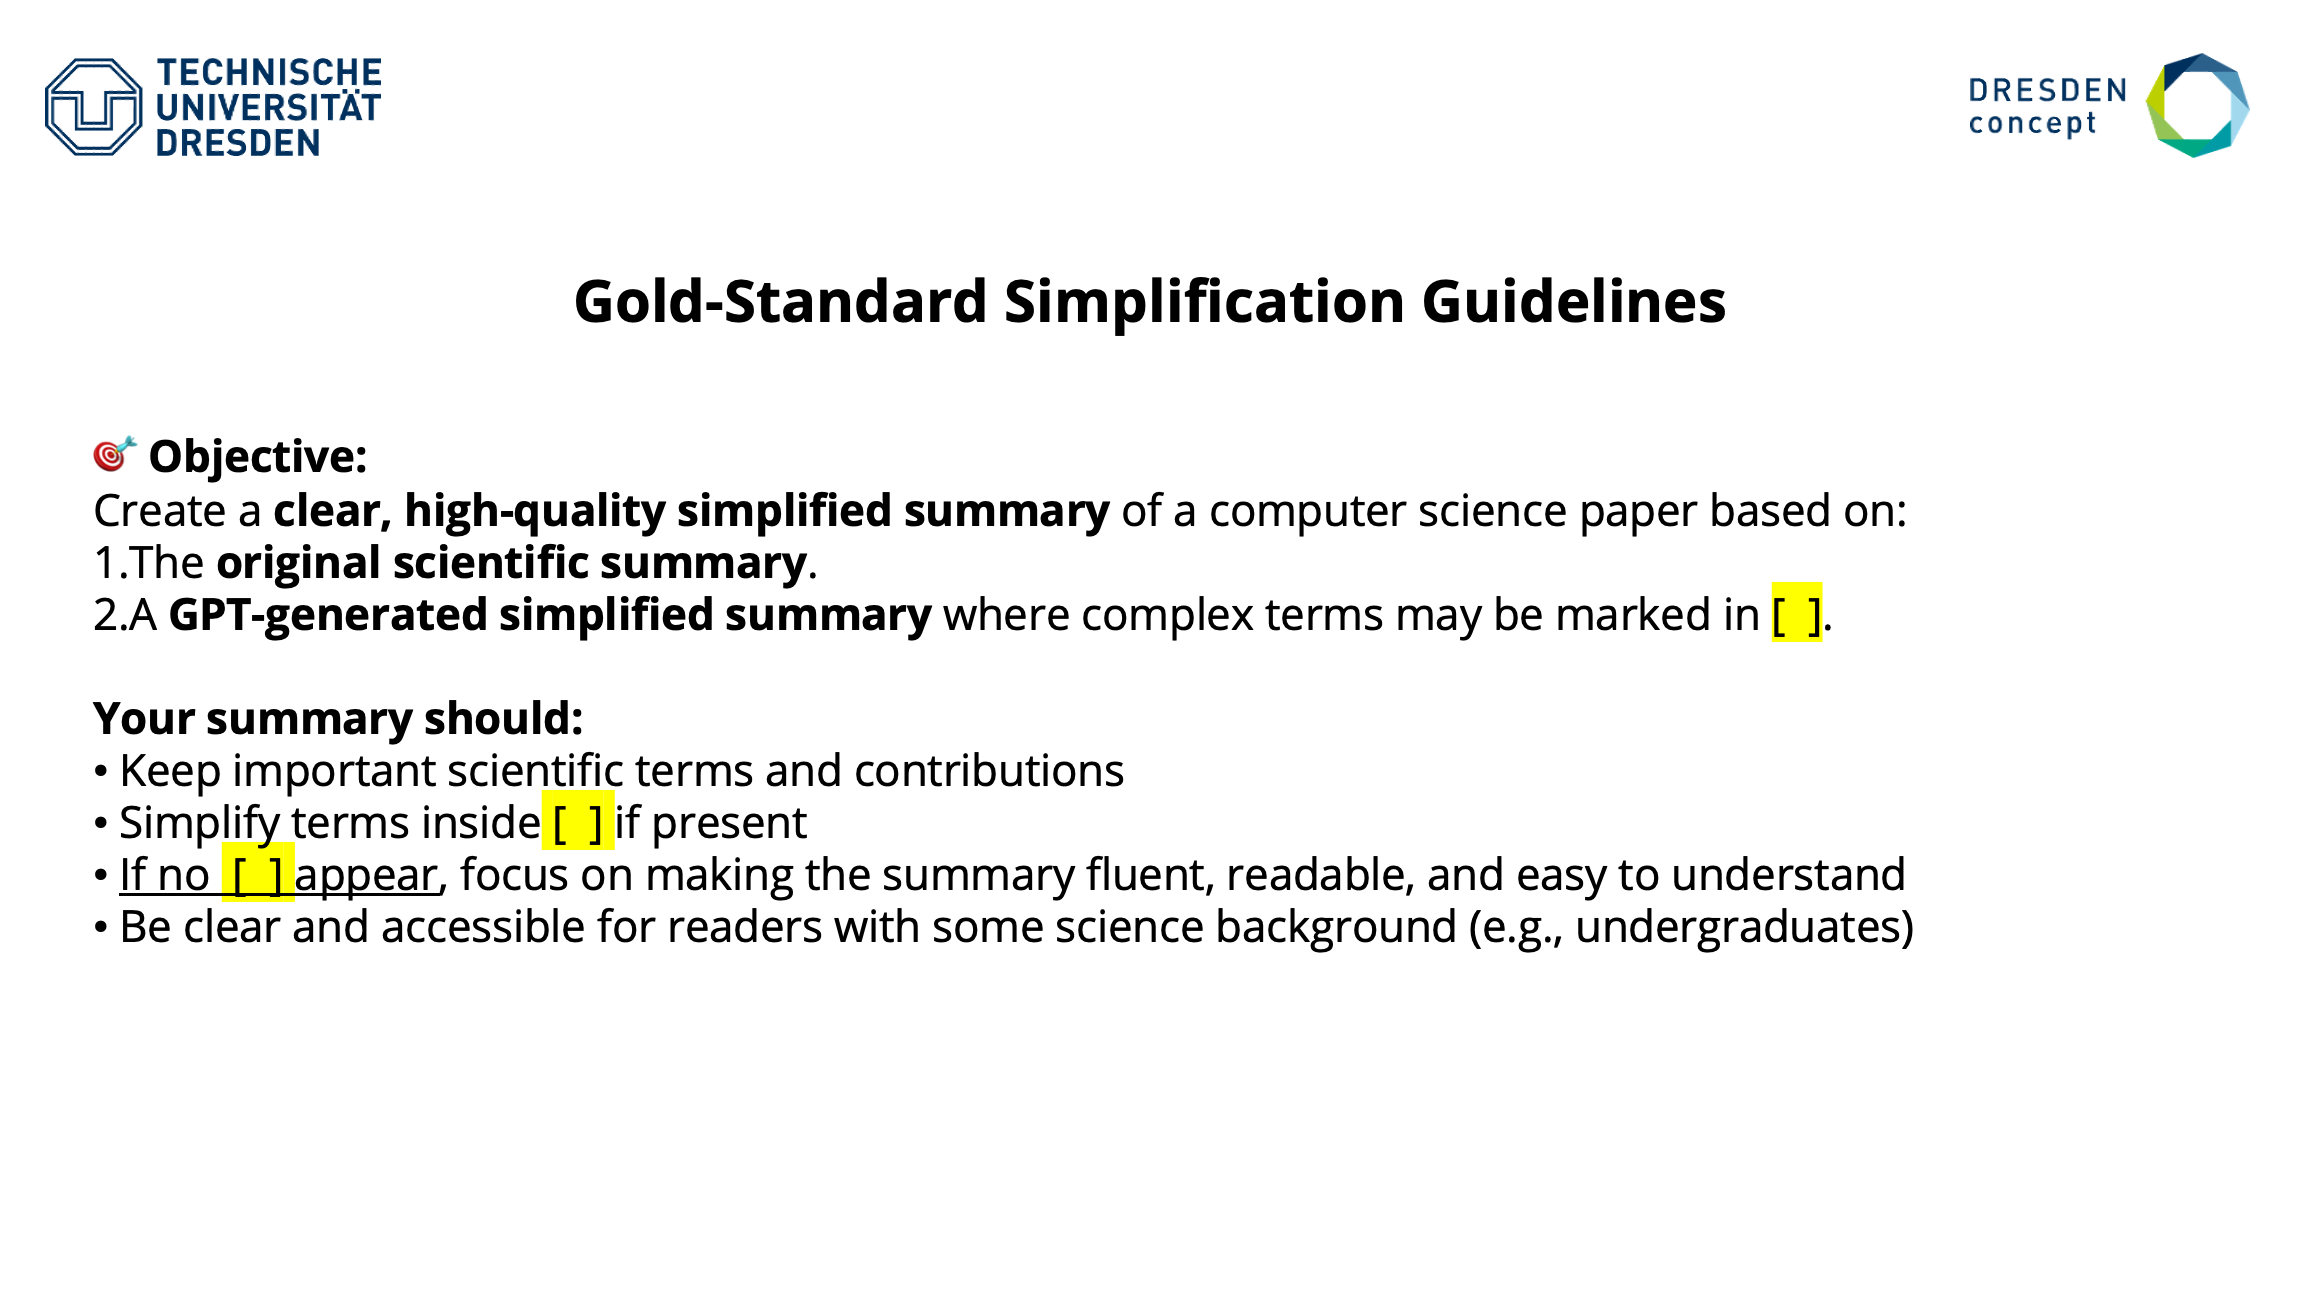 TECHNISCHE
UNIVERSITÄT
DRESDEN
DRESDEN
concept
Gold-Standard Simplification Guidelines
Objective:
Create a clear, high-quality simplified summary of a computer science paper based on:
1.The original scientific summary.
2.A GPT-generated simplified summary where complex terms may be marked in [ ].
Your summary should:
• Keep important scientific terms and contributions
• Simplify terms inside [ ] if present
• If no [ ] appear, focus on making the summary fluent, readable, and easy to understand
• Be clear and accessible for readers with some science background (e.g., undergraduates)